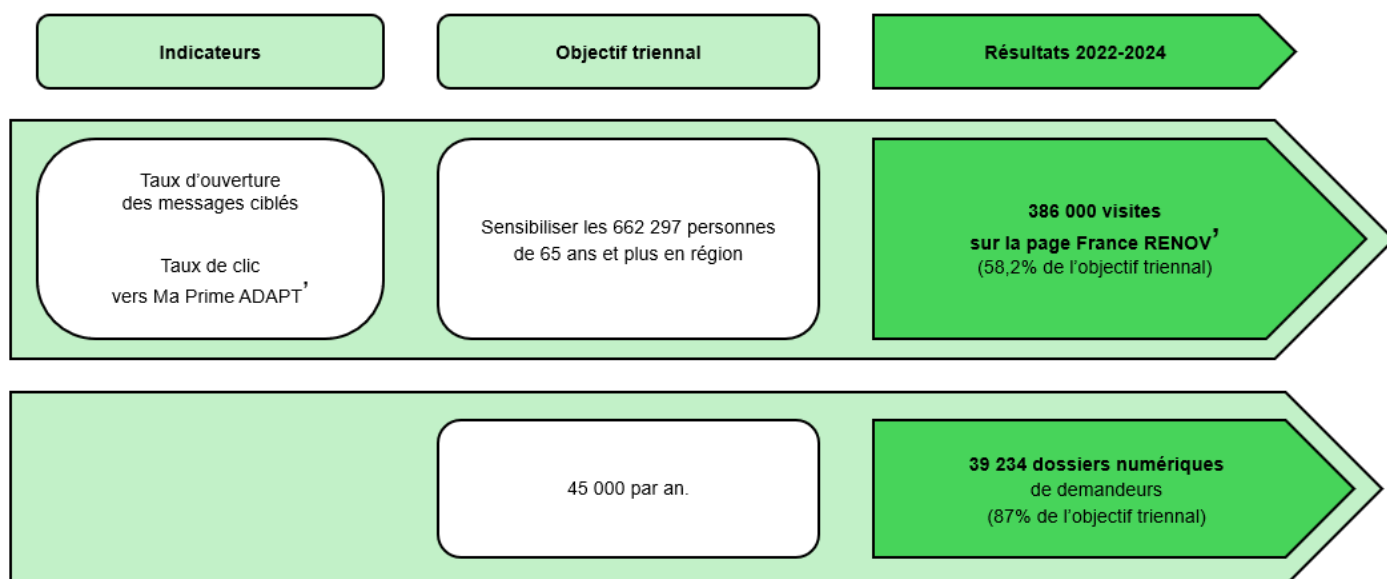 Indicateurs
Objectif triennal
Résultats 2022-2024
Taux d’ouverture
des messages ciblés
Taux de clic
vers Ma Prime ADAPT’
Sensibiliser les 662 297 personnes
de 65 ans et plus en région
386 000 visites
sur la page France RENOV’
(58,2% de l’objectif triennal)
45 000 par an.
39 234 dossiers numériques
de demandeurs
(87% de l’objectif triennal)